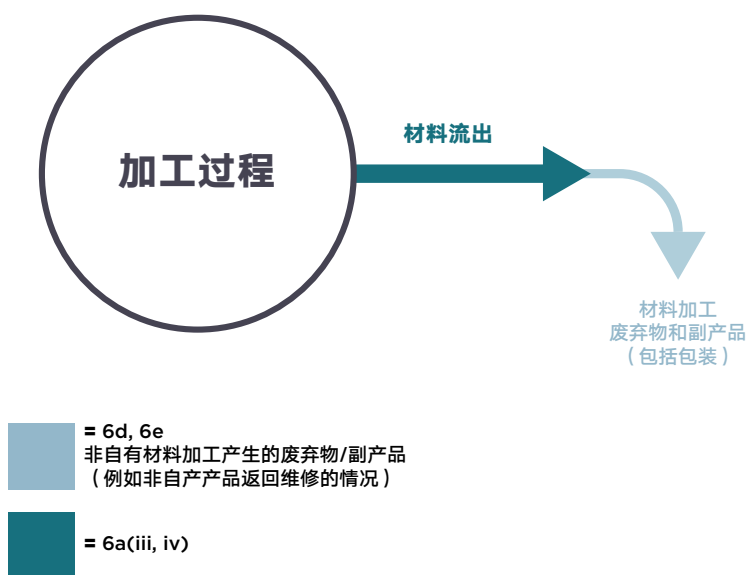 材料流出
加工过程
材料加工
废弃物和副产品
（包括包装）
= 6d, 6e
非自有材料加工产生的废弃物/副产品
（例如非自产产品返回维修的情况）
= 6a(iii, iv)